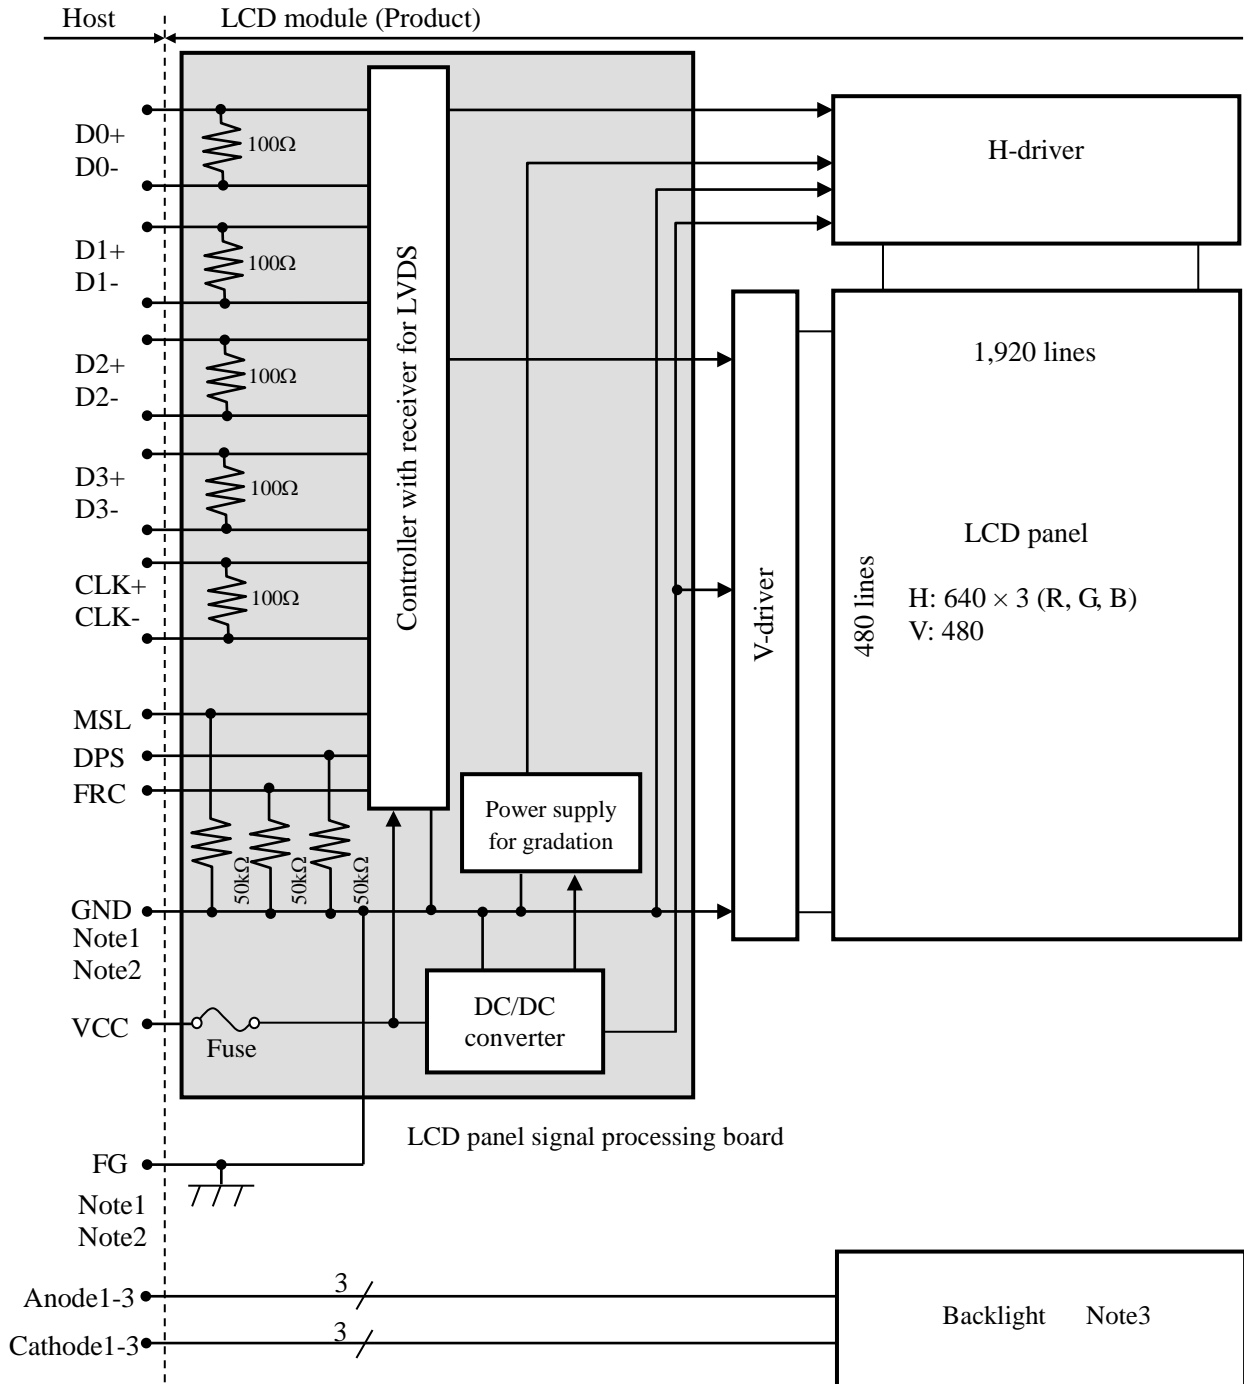 Host
LCD module (Product)
D0+
D0-
100Ω
D1+
D1-
100Ω
D2+
D2-
100Ω
D3+
D3-
100Ω
CLK+
CLK-
100Ω
MSL
DPS
FRC
50kΩ
50kΩ
50kΩ
GND
Note1
Note2
VCC
Fuse
Controller with receiver for LVDS
Power supply
for gradation
DC/DC
converter
H-driver
V-driver
1,920 lines
480 lines
LCD panel
H: 640 × 3 (R, G, B)
V: 480
LCD panel signal processing board
FG
Note1
Note2
Anode1-3
3
Cathode1-3
3
Backlight Note3